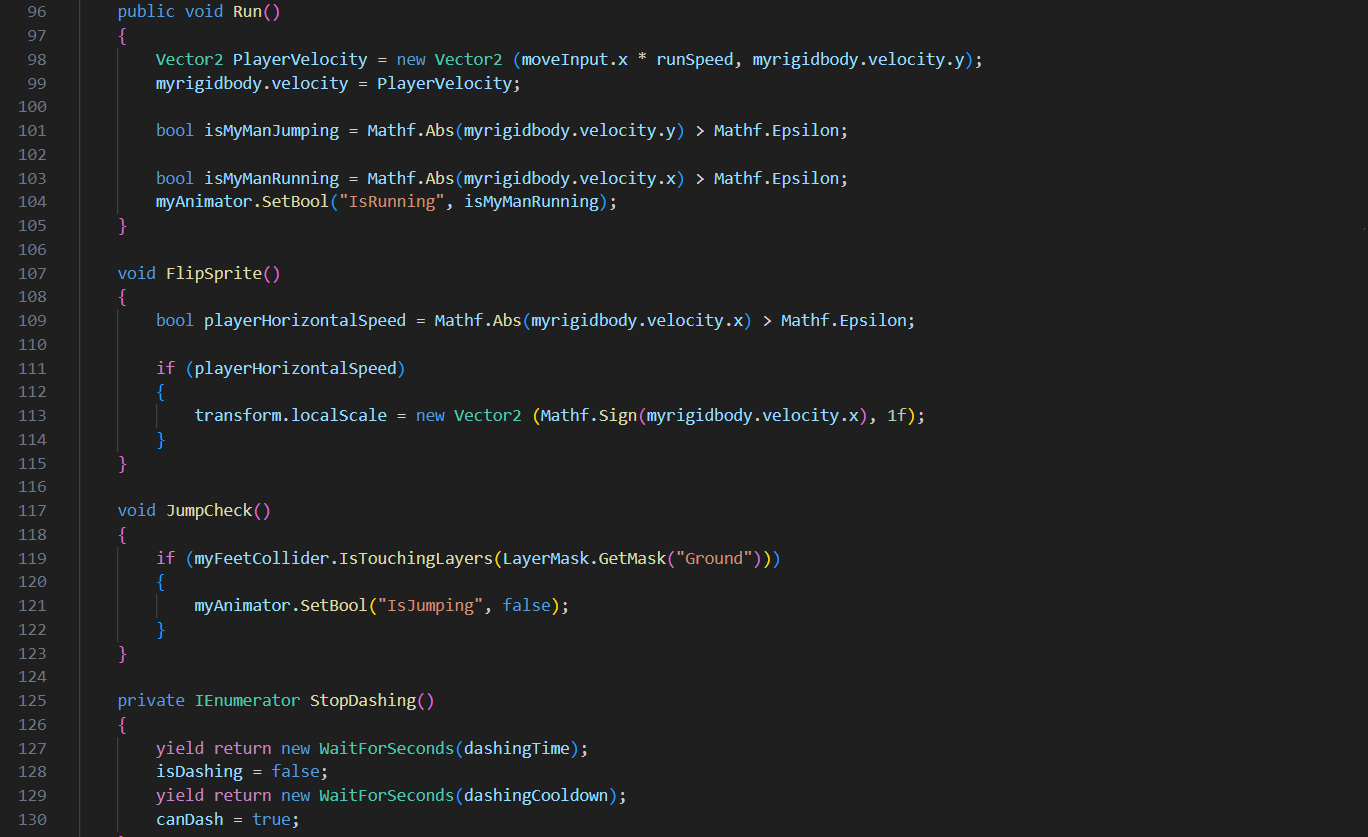 96 public void Run()
97 {
98 Vector2 PlayerVelocity = new Vector2 (moveInput.x * runSpeed, myrigidbody.velocity.y);
99 myrigidbody.velocity = PlayerVelocity;
100
101 bool isMyManJumping = Mathf.Abs(myrigidbody.velocity.y) > Mathf.Epsilon;
102
103 bool isMyManRunning = Mathf.Abs(myrigidbody.velocity.x) > Mathf.Epsilon;
104 myAnimator.SetBool("IsRunning", isMyManRunning);
105 }
106
107 void FlipSprite()
108 {
109 bool playerHorizontalSpeed = Mathf.Abs(myrigidbody.velocity.x) > Mathf.Epsilon;
110
111 if (playerHorizontalSpeed)
112 {
113 transform.localScale = new Vector2 (Mathf.Sign(myrigidbody.velocity.x), 1f);
114 }
115 }
116
117 void JumpCheck()
118 {
119 if (myFeetCollider.IsTouchingLayers(LayerMask.GetMask("Ground")))
120 {
121 myAnimator.SetBool("IsJumping", false);
122 }
123 }
124
125 private IEnumerator StopDashing()
126 {
127 yield return new WaitForSeconds(dashingTime);
128 isDashing = false;
129 yield return new WaitForSeconds(dashingCooldown);
130 canDash = true;